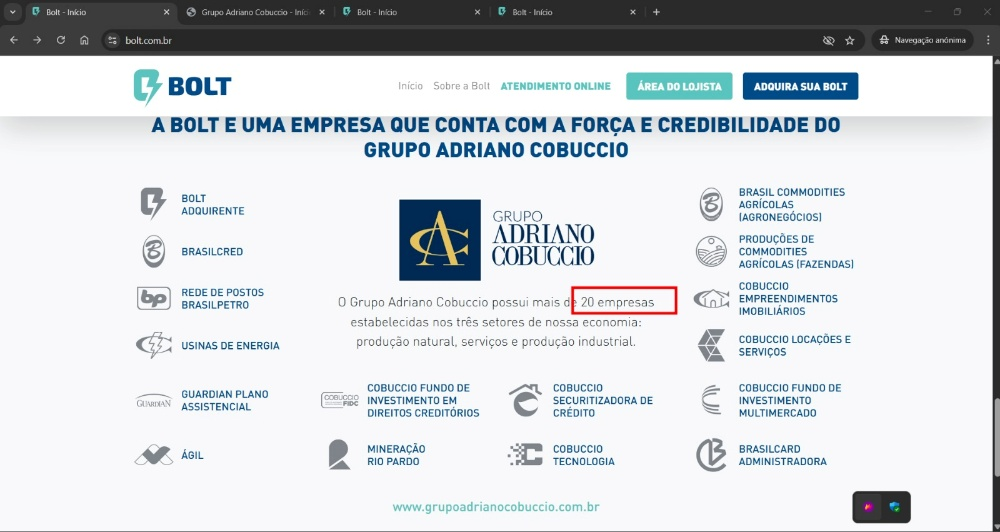 Bolt - Início
Grupo Adriano Cobuccio - Iníc
Bolt - Início
Bolt - Início
bolt.com.br
Navegação anônima
BOLT
Início
Sobre a Bolt
ATENDIMENTO ONLINE
ÁREA DO LOJISTA
ADQUIRA SUA BOLT
A BOLT É UMA EMPRESA QUE CONTA COM A FORÇA E CREDIBILIDADE DO
GRUPO ADRIANO COBUCCIO
BOLT
ADQUIRENTE
BRASILCRED
bp
REDE DE POSTOS
BRASILPETRO
USINAS DE ENERGIA
GUARDIAN
GUARDIAN PLANO
ASSISTENCIAL
ÁGIL
GRUPO
ADRIANO
COBUCCIO
O Grupo Adriano Cobuccio possui mais de 20 empresas
estabelecidas nos três setores de nossa economia:
produção natural, serviços e produção industrial.
COBUCCIO
FIDC
COBUCCIO FUNDO DE
INVESTIMENTO EM
DIREITOS CREDITÓRIOS
MINERAÇÃO
RIO PARDO
COBUCCIO
SECURITIZADORA DE
CRÉDITO
COBUCCIO
TECNOLOGIA
BRASIL COMMODITIES
AGRÍCOLAS
(AGRONEGÓCIOS)
PRODUÇÕES DE
COMMODITIES
AGRÍCOLAS (FAZENDAS)
COBUCCIO
EMPREENDIMENTOS
IMOBILIÁRIOS
COBUCCIO LOCAÇÕES E
SERVIÇOS
COBUCCIO FUNDO DE
INVESTIMENTO
MULTIMERCADO
BRASILCARD
ADMINISTRADORA
www.grupoadrianocobuccio.com.br